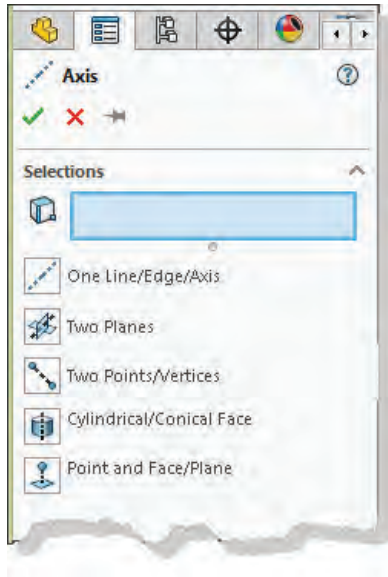 Axis
Selections
One Line/Edge/Axis
Two Planes
Two Points/Vertices
Cylindrical/Conical Face
Point and Face/Plane